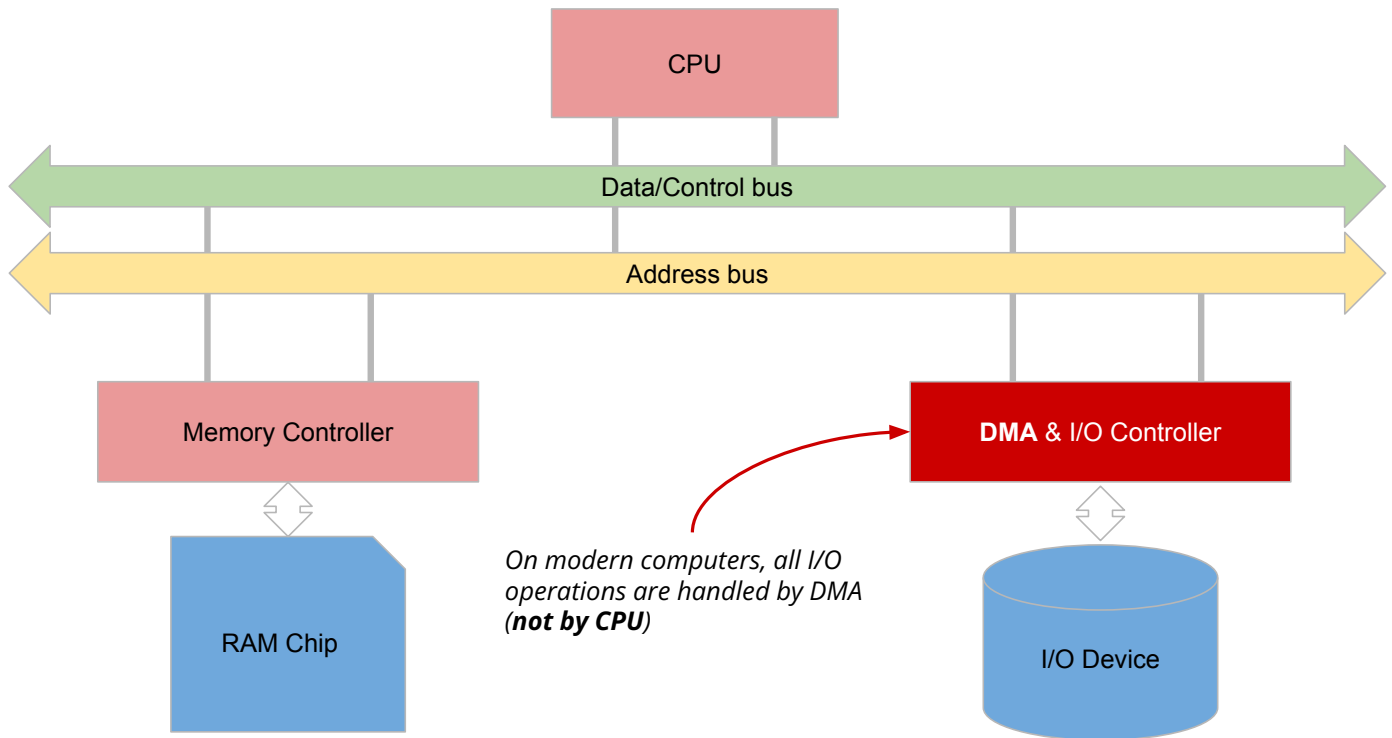 CPU
Data/Control bus
Address bus
Memory Controller
DMA & I/O Controller
On modern computers, all I/O
operations are handled by DMA
(not by CPU)
RAM Chip
I/O Device